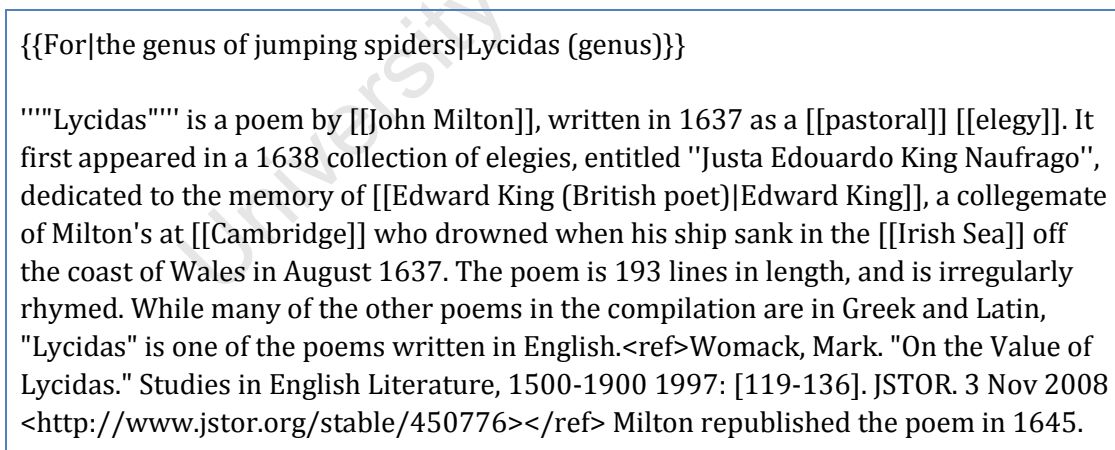 {{For|the genus of jumping spiders|Lycidas (genus)}}
'''"Lycidas"''' is a poem by [[John Milton]], written in 1637 as a [[pastoral]] [[elegy]]. It
first appeared in a 1638 collection of elegies, entitled ''Justa Edouardo King Naufrago'',
dedicated to the memory of [[Edward King (British poet)|Edward King]], a collegemate
of Milton's at [[Cambridge]] who drowned when his ship sank in the [[Irish Sea]] off
the coast of Wales in August 1637. The poem is 193 lines in length, and is irregularly
rhymed. While many of the other poems in the compilation are in Greek and Latin,
"Lycidas" is one of the poems written in English.<ref>Womack, Mark. "On the Value of
Lycidas." Studies in English Literature, 1500-1900 1997: [119-136]. JSTOR. 3 Nov 2008
<http://www.jstor.org/stable/450776></ref> Milton republished the poem in 1645.
University